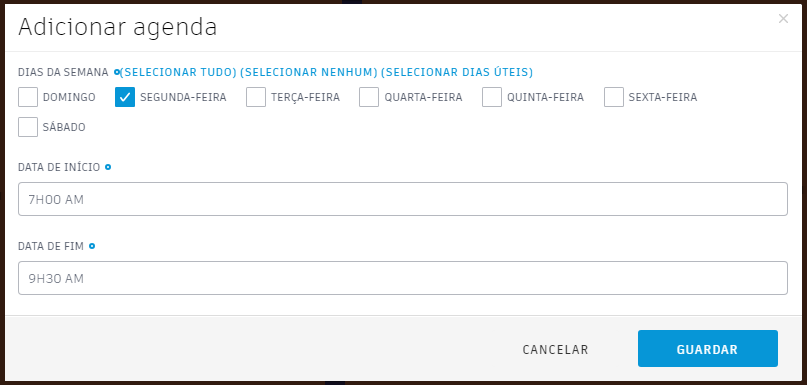 Adicionar agenda
DIAS DA SEMANA (SELECIONAR TUDO) (SELECIONAR NENHUM) (SELECIONAR DIAS ÚTEIS)
DOMINGO SEGUNDA-FEIRA TERÇA-FEIRA QUARTA-FEIRA QUINTA-FEIRA SEXTA-FEIRA
SÁBADO
DATA DE INÍCIO
7H00 AM
DATA DE FIM
9H30 AM
CANCELAR GUARDAR